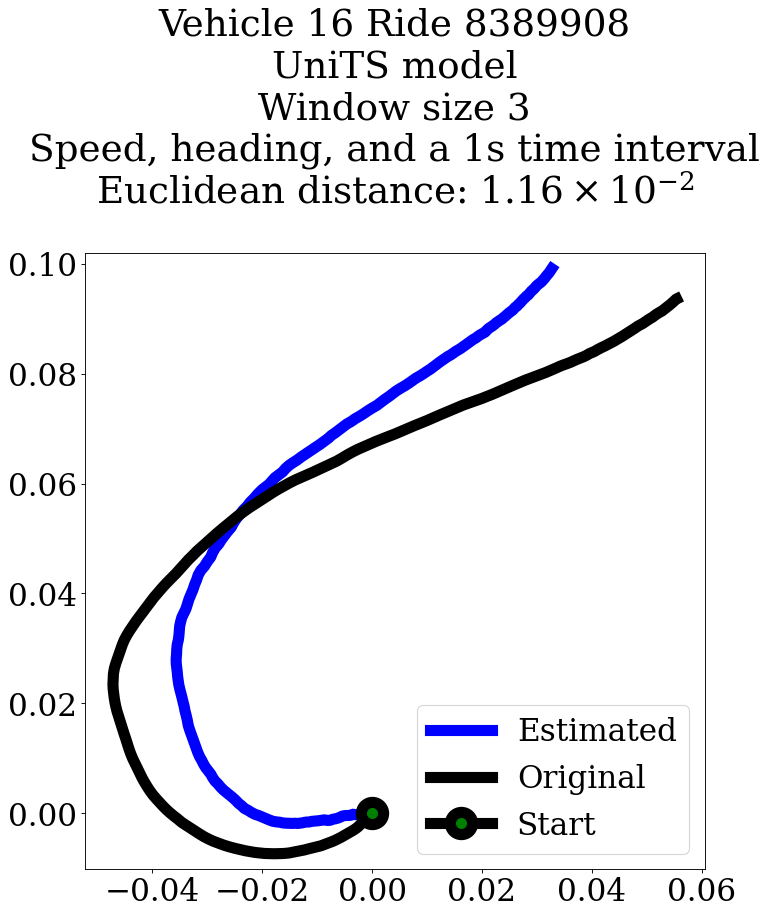 Vehicle 16 Ride 8389908
UniTS model
Window size 3
Speed, heading, and a 1s time interval
Euclidean distance: 1.16 × 10⁻²
0.10
0.08
0.06
0.04
0.02
0.00
Estimated
Original
Start
−0.04 −0.02 0.00 0.02 0.04 0.06